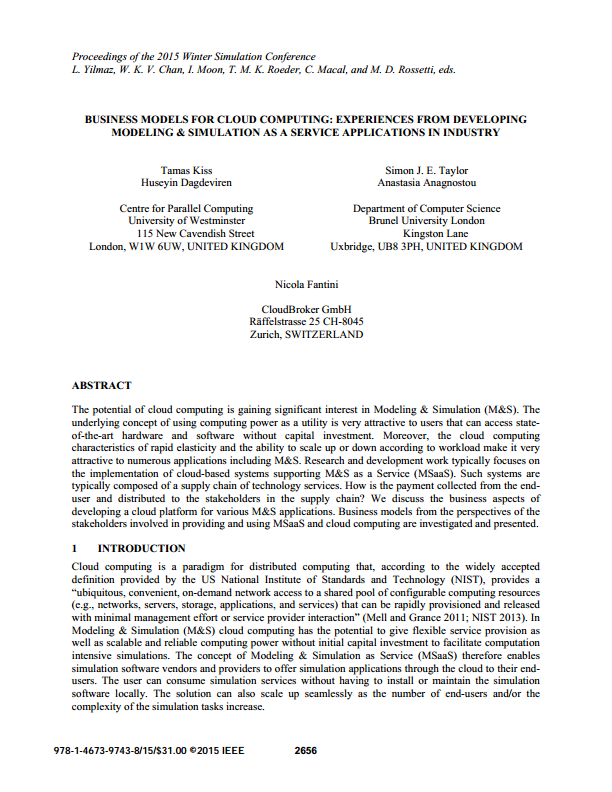 Proceedings of the 2015 Winter Simulation Conference
L. Yilmaz, W. K. V. Chan, I. Moon, T. M. K. Roeder, C. Macal, and M. D. Rossetti, eds.
BUSINESS MODELS FOR CLOUD COMPUTING: EXPERIENCES FROM DEVELOPING
MODELING & SIMULATION AS A SERVICE APPLICATIONS IN INDUSTRY
Tamas Kiss
Huseyin Dagdeviren
Centre for Parallel Computing
University of Westminster
115 New Cavendish Street
London, W1W 6UW, UNITED KINGDOM
Simon J. E. Taylor
Anastasia Anagnostou
Department of Computer Science
Brunel University London
Kingston Lane
Uxbridge, UB8 3PH, UNITED KINGDOM
Nicola Fantini
CloudBroker GmbH
Räffelstrasse 25 CH-8045
Zurich, SWITZERLAND
ABSTRACT
The potential of cloud computing is gaining significant interest in Modeling & Simulation (M&S). The
underlying concept of using computing power as a utility is very attractive to users that can access state-
of-the-art hardware and software without capital investment. Moreover, the cloud computing
characteristics of rapid elasticity and the ability to scale up or down according to workload make it very
attractive to numerous applications including M&S. Research and development work typically focuses on
the implementation of cloud-based systems supporting M&S as a Service (MSaaS). Such systems are
typically composed of a supply chain of technology services. How is the payment collected from the end-
user and distributed to the stakeholders in the supply chain? We discuss the business aspects of
developing a cloud platform for various M&S applications. Business models from the perspectives of the
stakeholders involved in providing and using MSaaS and cloud computing are investigated and presented.
1 INTRODUCTION
Cloud computing is a paradigm for distributed computing that, according to the widely accepted
definition provided by the US National Institute of Standards and Technology (NIST), provides a
“ubiquitous, convenient, on-demand network access to a shared pool of configurable computing resources
(e.g., networks, servers, storage, applications, and services) that can be rapidly provisioned and released
with minimal management effort or service provider interaction” (Mell and Grance 2011; NIST 2013). In
Modeling & Simulation (M&S) cloud computing has the potential to give flexible service provision as
well as scalable and reliable computing power without initial capital investment to facilitate computation
intensive simulations. The concept of Modeling & Simulation as Service (MSaaS) therefore enables
simulation software vendors and providers to offer simulation applications through the cloud to their end-
users. The user can consume simulation services without having to install or maintain the simulation
software locally. The solution can also scale up seamlessly as the number of end-users and/or the
complexity of the simulation tasks increase.
978-1-4673-9743-8/15/$31.00 ©2015 IEEE 2656